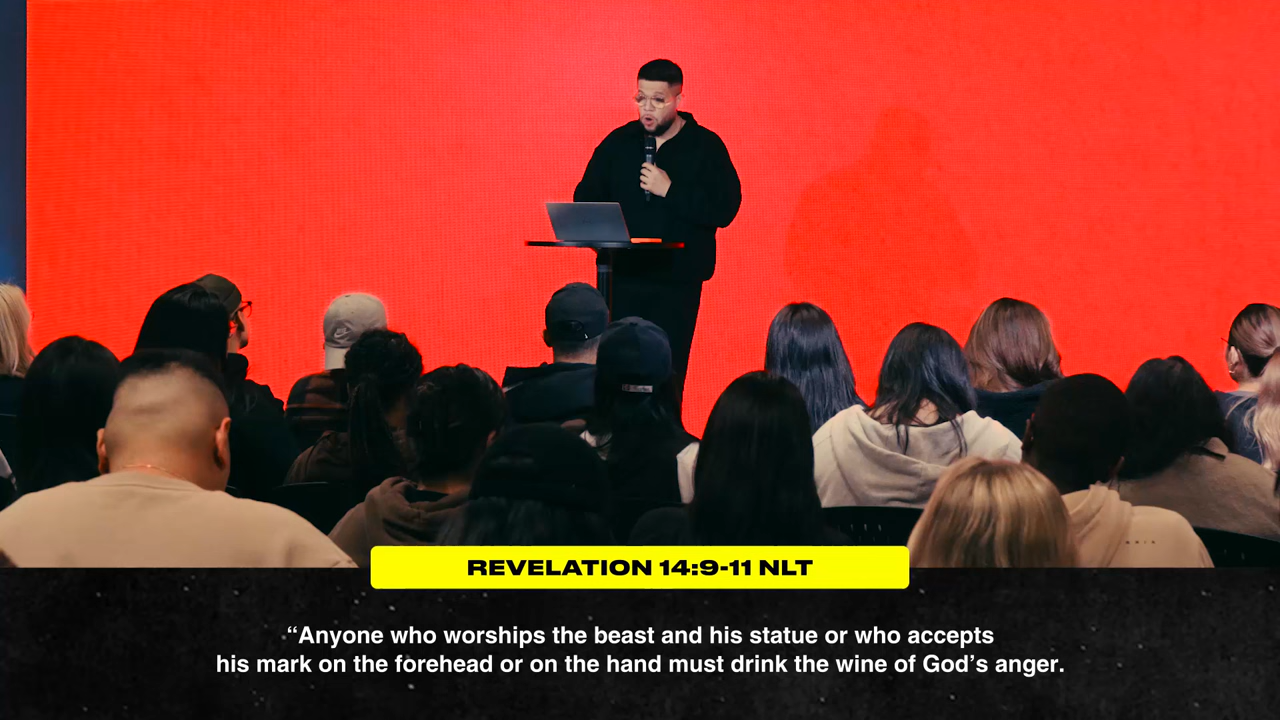 REVELATION 14:9-11 NLT
“Anyone who worships the beast and his statue or who accepts
his mark on the forehead or on the hand must drink the wine of God’s anger.